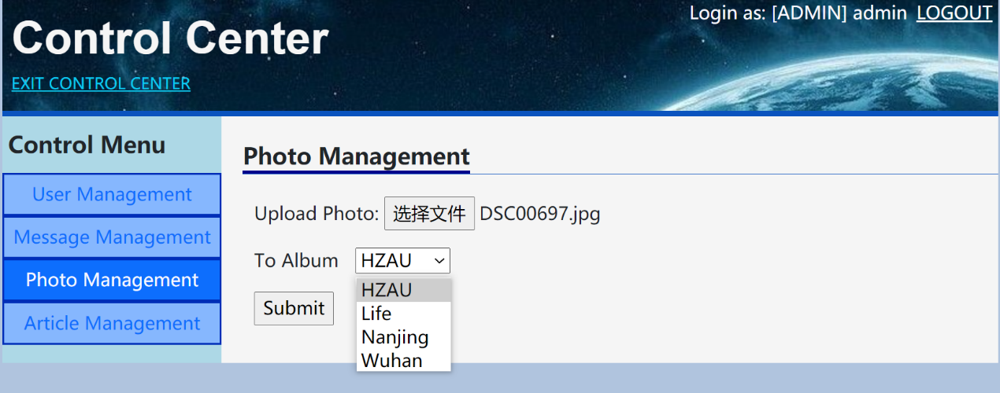 Control Center
Login as: [ADMIN] admin LOGOUT
EXIT CONTROL CENTER
Control Menu
User Management
Message Management
Photo Management
Article Management
Photo Management
Upload Photo: 选择文件 DSC00697.jpg
To Album HZAU
HZAU
Life
Nanjing
Wuhan
Submit